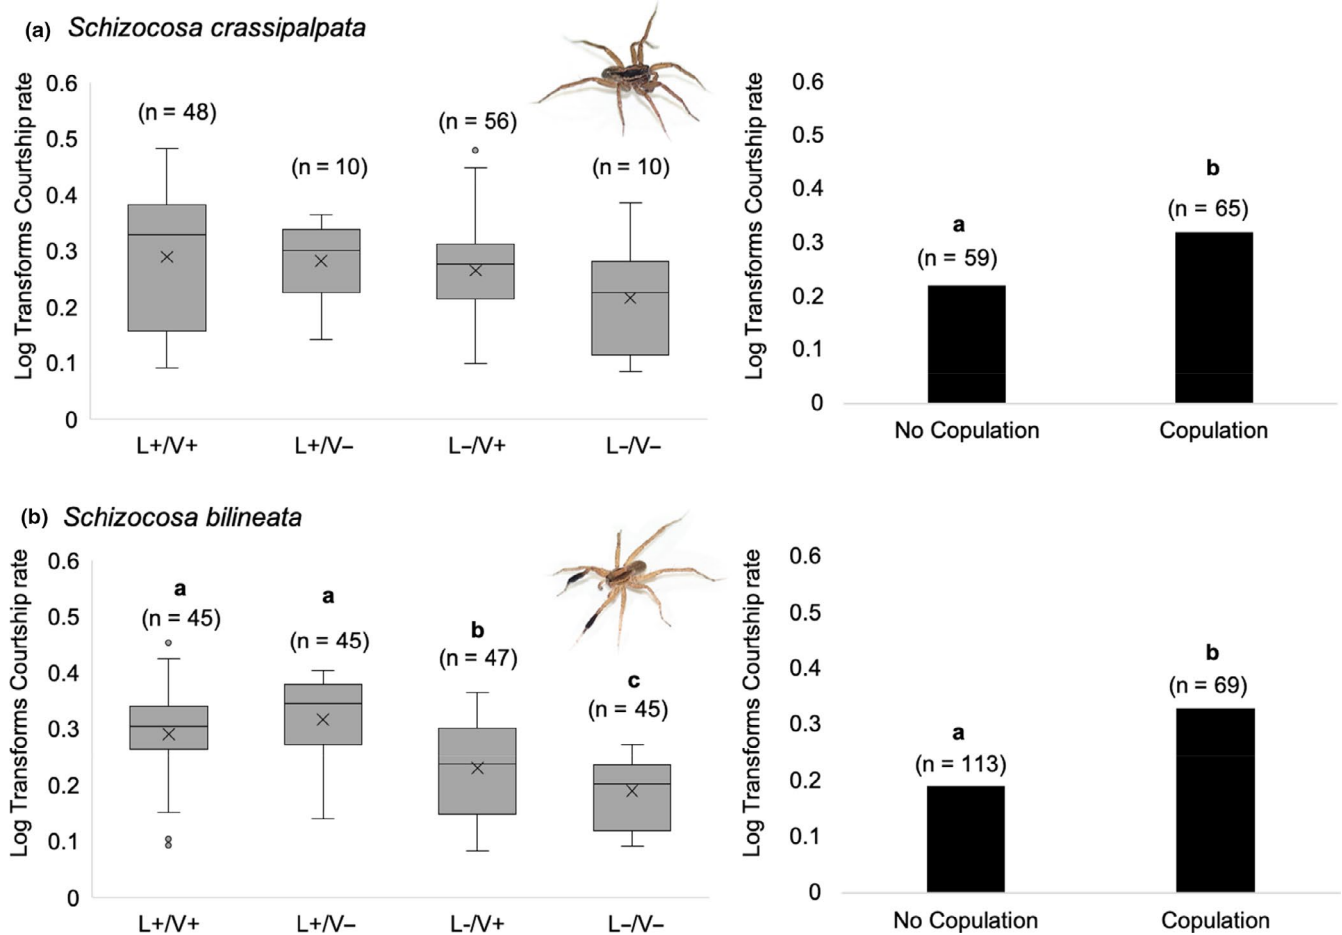 (a) Schizocosa crassipalpata
Log Transforms Courtship rate
0.6
0.5
0.4
0.3
0.2
0.1
0
(n = 48)
(n = 10)
(n = 56)
(n = 10)
L+/V+
L+/V–
L–/V+
L–/V–
Log Transforms Courtship rate
0.6
0.5
0.4
0.3
0.2
0.1
0
a
(n = 59)
b
(n = 65)
No Copulation
Copulation
(b) Schizocosa bilineata
Log Transforms Courtship rate
0.6
0.5
0.4
0.3
0.2
0.1
0
a
(n = 45)
a
(n = 45)
b
(n = 47)
c
(n = 45)
L+/V+
L+/V–
L-/V+
L–/V–
Log Transforms Courtship rate
0.6
0.5
0.4
0.3
0.2
0.1
0
a
(n = 113)
b
(n = 69)
No Copulation
Copulation